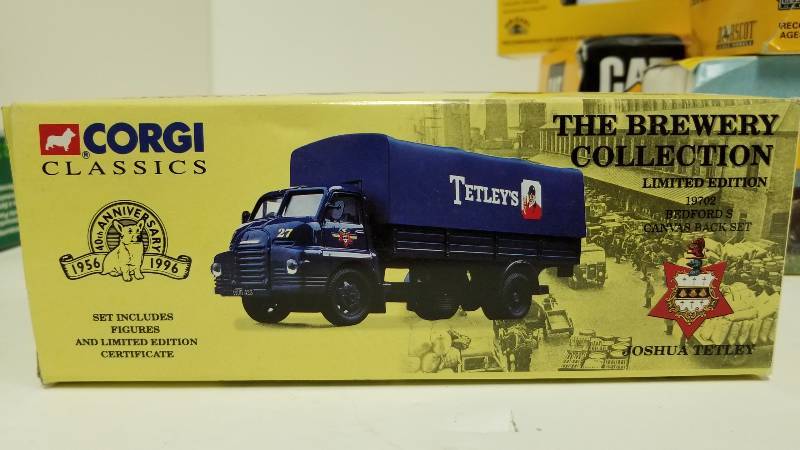 CORGI®
CLASSICS
40TH ANNIVERSARY
1956 1996
SET INCLUDES
FIGURES
AND LIMITED EDITION
CERTIFICATE
27
TETLEY'S
THE BREWERY
COLLECTION
LIMITED EDITION
19702
BEDFORD S
CANVAS BACK SET
JOSHUA TETLEY
CAT